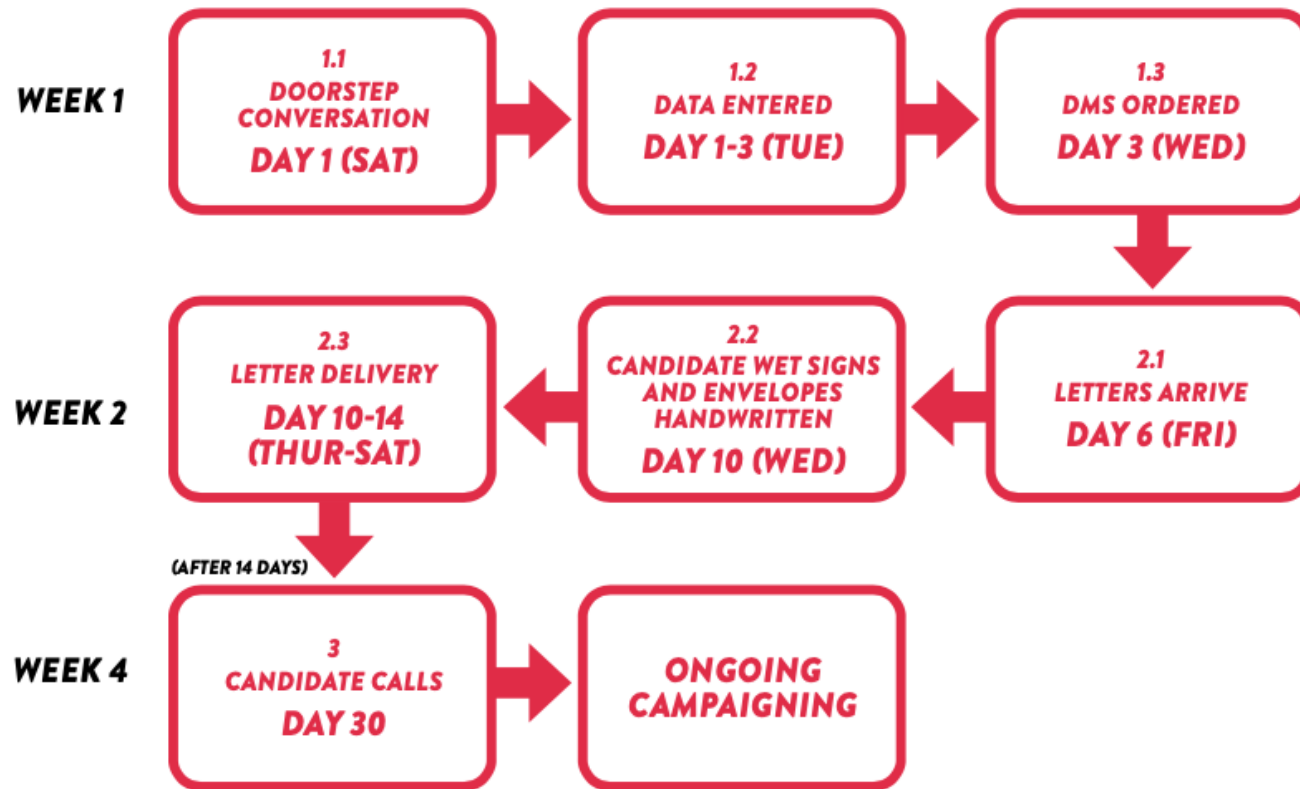 WEEK 1
1.1
DOORSTEP
CONVERSATION
DAY 1 (SAT)
1.2
DATA ENTERED
DAY 1-3 (TUE)
1.3
DMS ORDERED
DAY 3 (WED)
WEEK 2
2.3
LETTER DELIVERY
DAY 10-14
(THUR-SAT)
2.2
CANDIDATE WET SIGNS
AND ENVELOPES
HANDWRITTEN
DAY 10 (WED)
2.1
LETTERS ARRIVE
DAY 6 (FRI)
(AFTER 14 DAYS)
WEEK 4
3
CANDIDATE CALLS
DAY 30
ONGOING
CAMPAIGNING